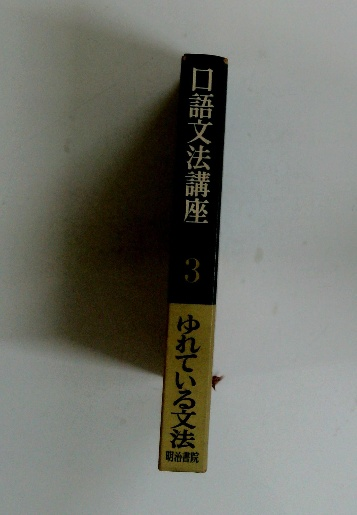 口語文法講座
3
ゆれている文法
明治書院